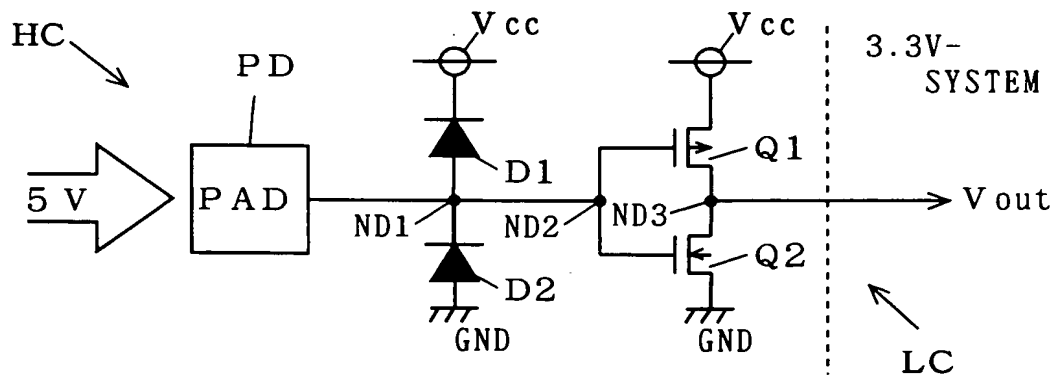 HC
PD
5 V
PAD
Vcc
D1
ND1
D2
GND
ND2
Vcc
Q1
ND3
Q2
GND
Vout
3.3V-
SYSTEM
LC